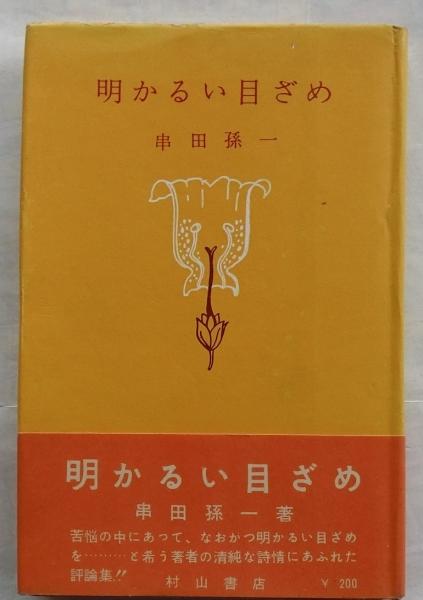 明かるい目ざめ
串田孫一
明かるい目ざめ
串田孫一著
苦悩の中にあって、なおかつ明かるい目ざめ
を………と希う著者の清純な詩情にあふれた
評論集!!
村山書店 ￥200